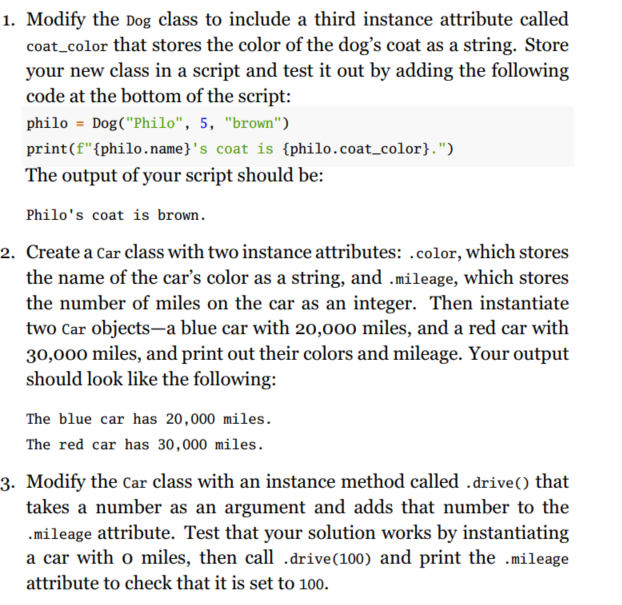 1. Modify the Dog class to include a third instance attribute called
coat_color that stores the color of the dog’s coat as a string. Store
your new class in a script and test it out by adding the following
code at the bottom of the script:
philo = Dog("Philo", 5, "brown")
print(f"{philo.name}'s coat is {philo.coat_color}.")
The output of your script should be:
Philo's coat is brown.
2. Create a Car class with two instance attributes: .color, which stores
the name of the car’s color as a string, and .mileage, which stores
the number of miles on the car as an integer. Then instantiate
two Car objects—a blue car with 20,000 miles, and a red car with
30,000 miles, and print out their colors and mileage. Your output
should look like the following:
The blue car has 20,000 miles.
The red car has 30,000 miles.
3. Modify the Car class with an instance method called .drive() that
takes a number as an argument and adds that number to the
.mileage attribute. Test that your solution works by instantiating
a car with 0 miles, then call .drive(100) and print the .mileage
attribute to check that it is set to 100.